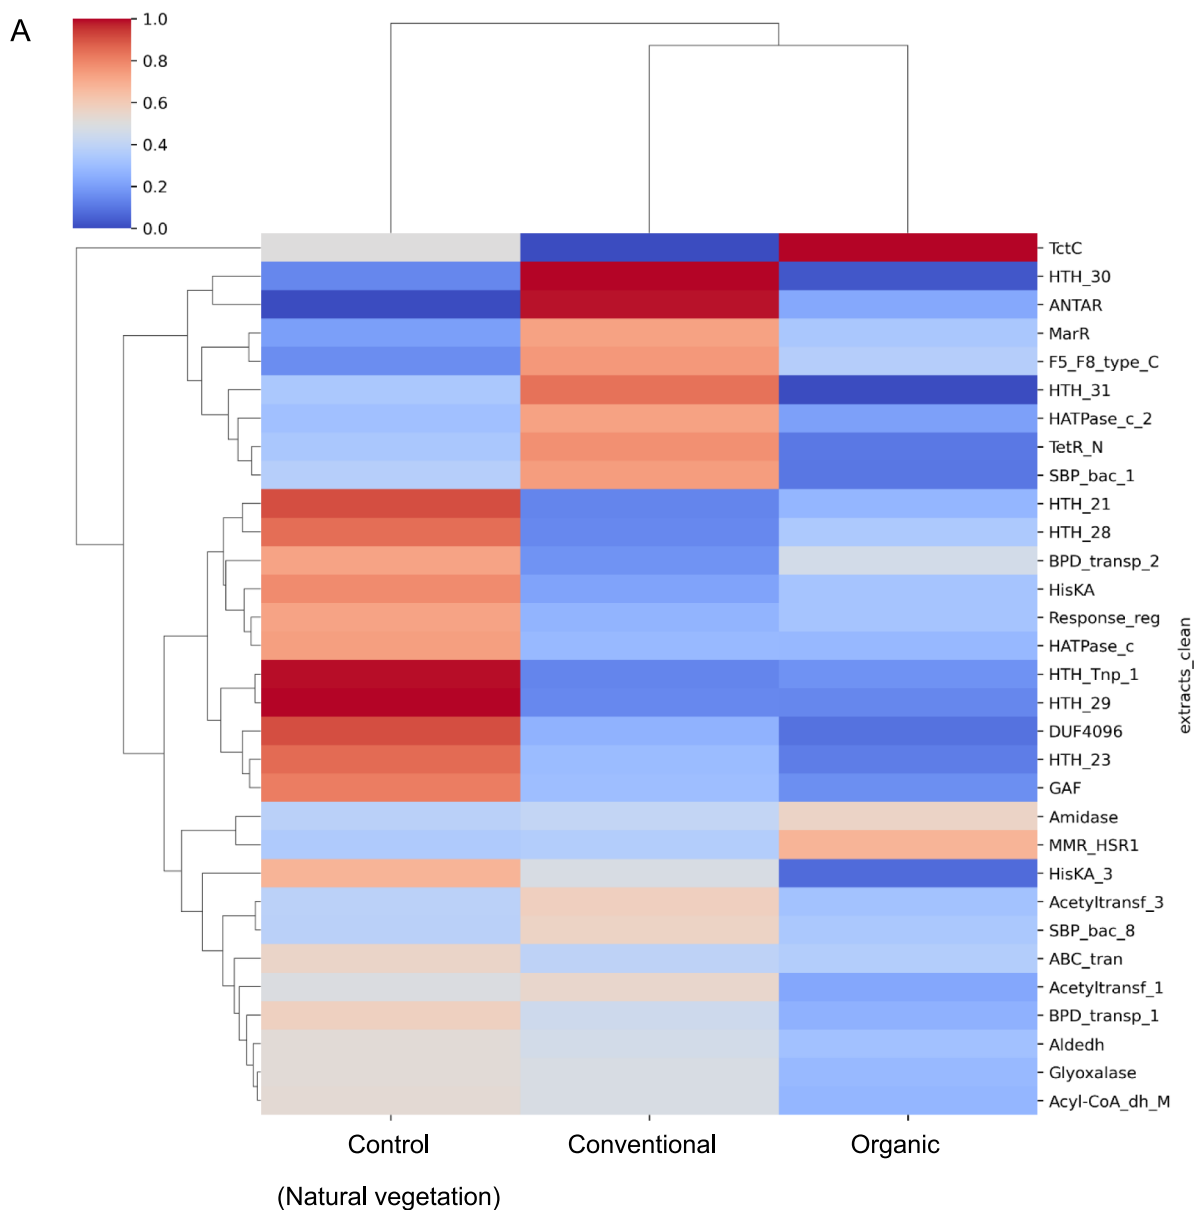 A
1.0
0.8
0.6
0.4
0.2
0.0
TctC
HTH_30
ANTAR
MarR
F5_F8_type_C
HTH_31
HATPase_c_2
TetR_N
SBP_bac_1
HTH_21
HTH_28
BPD_transp_2
HisKA
Response_reg
HATPase_c
HTH_Tnp_1
HTH_29
DUF4096
HTH_23
GAF
Amidase
MMR_HSR1
HisKA_3
Acetyltransf_3
SBP_bac_8
ABC_tran
Acetyltransf_1
BPD_transp_1
Aldedh
Glyoxalase
Acyl-CoA_dh_M
extracts_clean
Control
Conventional
Organic
(Natural vegetation)